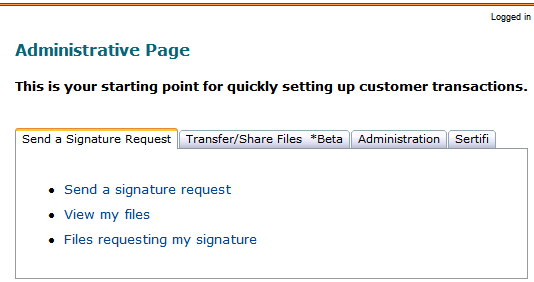 Logged in
Administrative Page
This is your starting point for quickly setting up customer transactions.
Send a Signature Request Transfer/Share Files *Beta Administration Sertifi
Send a signature request
View my files
Files requesting my signature